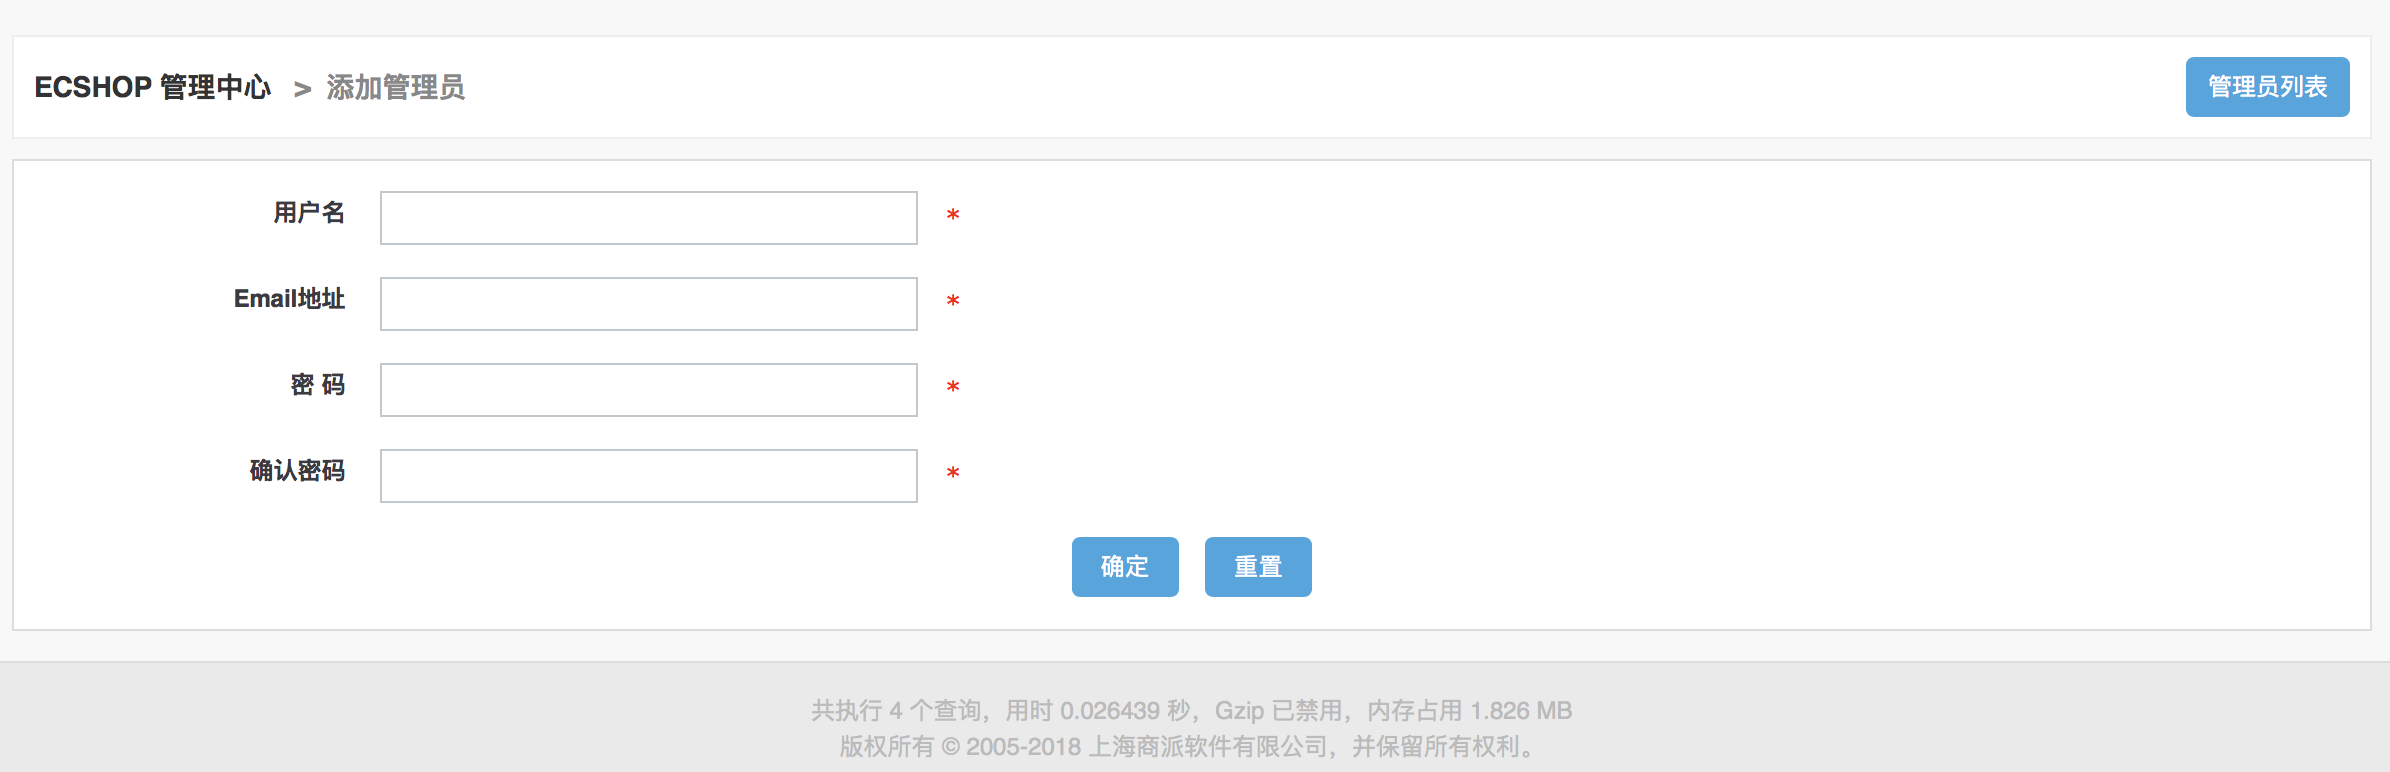 ECSHOP 管理中心 > 添加管理员
管理员列表
用户名 *
Email地址 *
密 码 *
确认密码 *
确定 重置
共执行 4 个查询，用时 0.026439 秒，Gzip 已禁用，内存占用 1.826 MB
版权所有 © 2005-2018 上海商派软件有限公司，并保留所有权利。